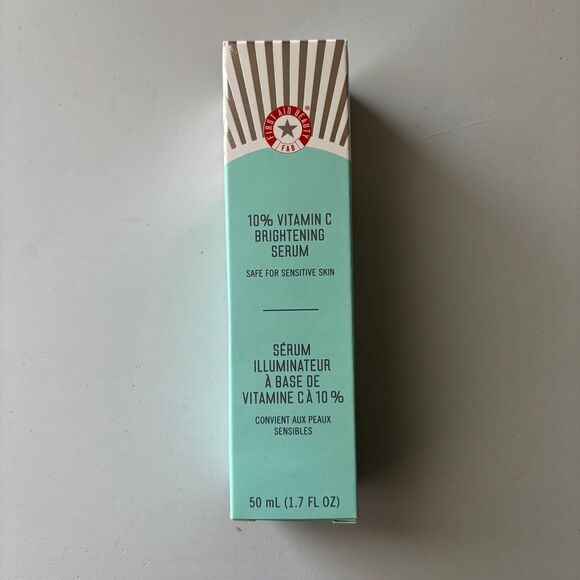 FIRST AID BEAUTY
®
FAB
10% VITAMIN C
BRIGHTENING
SERUM
SAFE FOR SENSITIVE SKIN
SÉRUM
ILLUMINATEUR
À BASE DE
VITAMINE C À 10%
CONVIENT AUX PEAUX
SENSIBLES
50 mL (1.7 FL OZ)